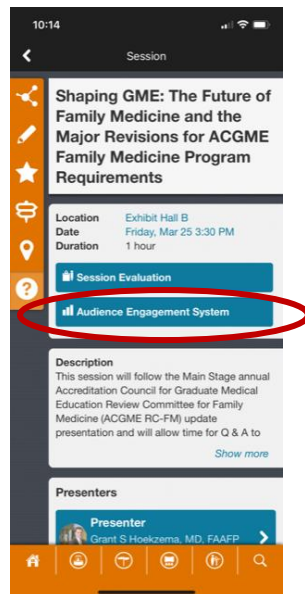 10:14
Session
Shaping GME: The Future of
Family Medicine and the
Major Revisions for ACGME
Family Medicine Program
Requirements
Location Exhibit Hall B
Date Friday, Mar 25 3:30 PM
Duration 1 hour
Session Evaluation
Audience Engagement System
Description
This session will follow the Main Stage annual
Accreditation Council for Graduate Medical
Education Review Committee for Family
Medicine (ACGME RC-FM) update
presentation and will allow time for Q & A to
Show more
Presenters
Presenter
Grant S Hoekzema, MD, FAAFP